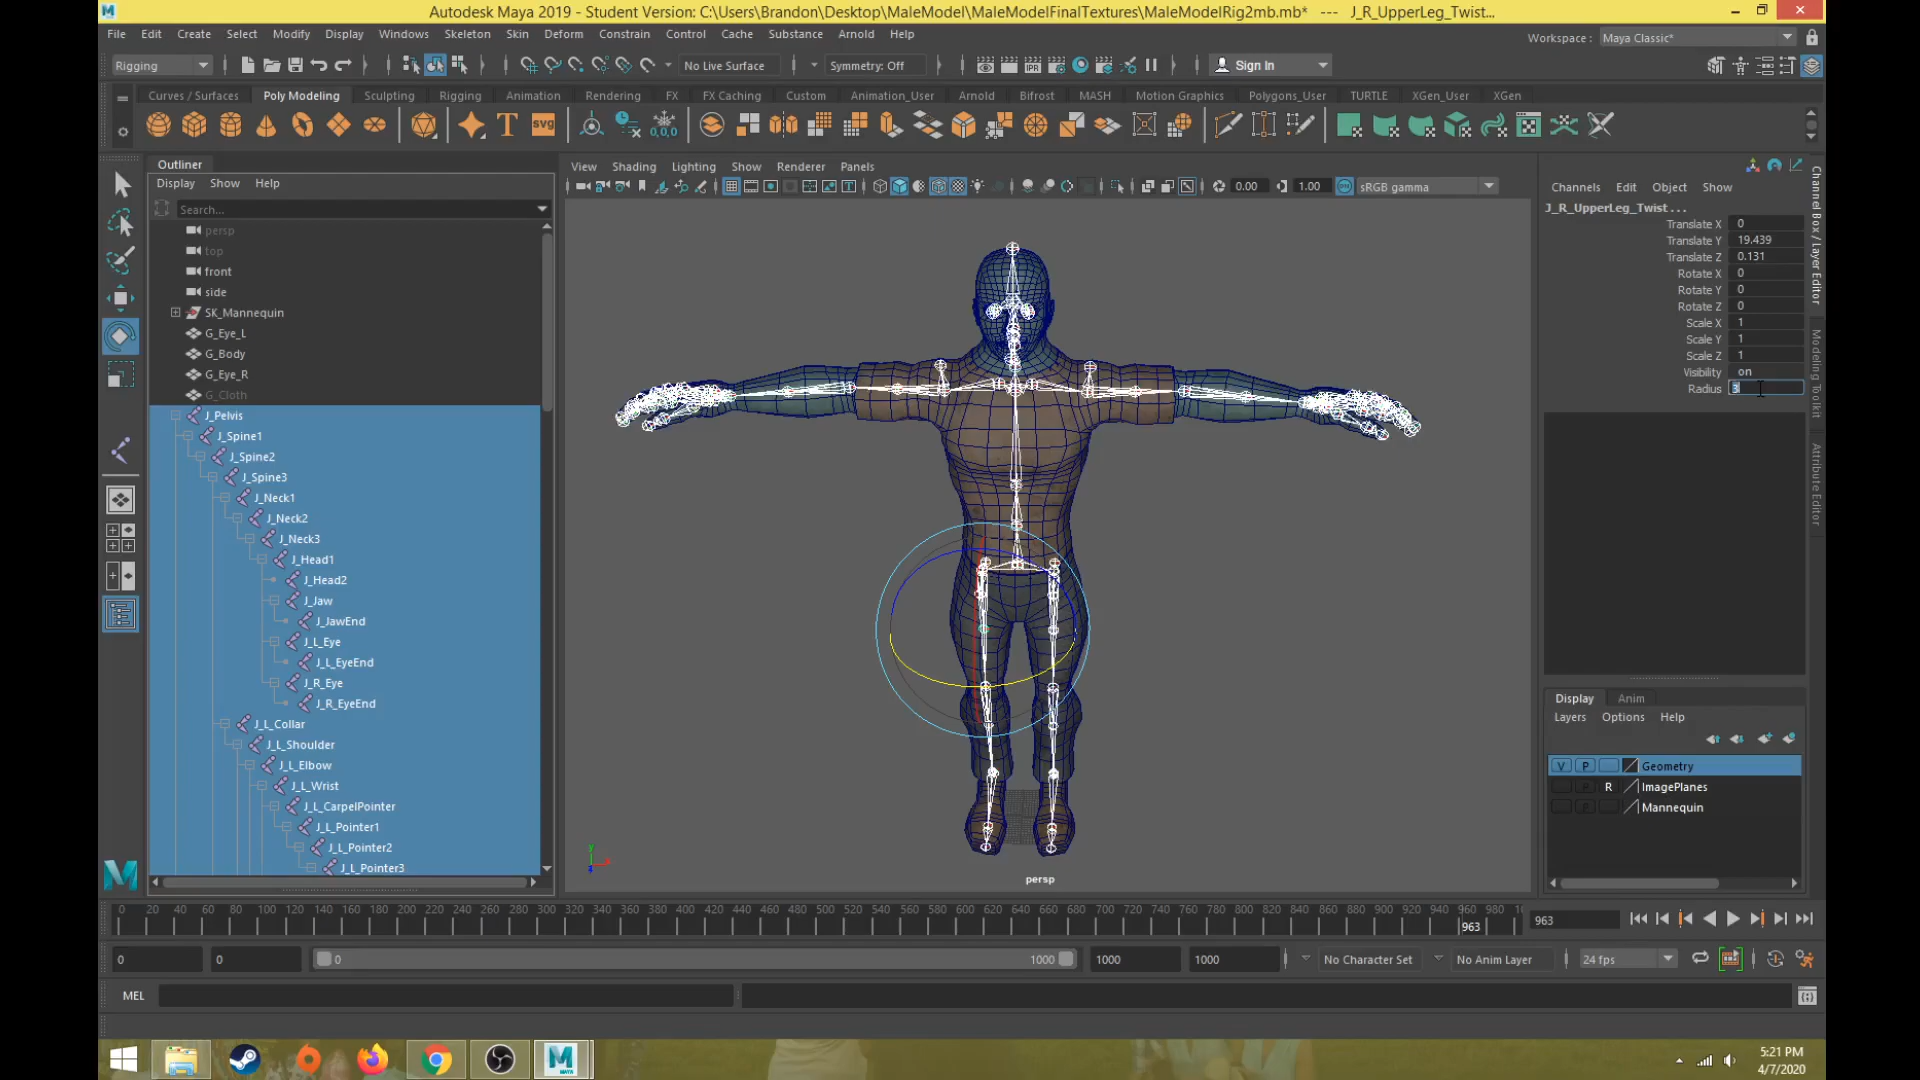 Autodesk Maya 2019 - Student Version: C:\Users\Brandon\Desktop\MaleModel\MaleModelFinalTextures\MaleModelRig2mb.mb* --- J_R_UpperLeg_Twist...
File Edit Create Select Modify Display Windows Skeleton Skin Deform Constrain Control Cache Substance Arnold Help
Workspace : Maya Classic*
Rigging No Live Surface Symmetry: Off Sign In
Curves / Surfaces Poly Modeling Sculpting Rigging Animation Rendering FX FX Caching Custom Animation_User Arnold Bifrost MASH Motion Graphics Polygons_User TURTLE XGen_User XGen
Outliner
Display Show Help
Search...
persp
top
front
side
SK_Mannequin
G_Eye_L
G_Body
G_Eye_R
G_Cloth
J_Pelvis
J_Spine1
J_Spine2
J_Spine3
J_Neck1
J_Neck2
J_Neck3
J_Head1
J_Head2
J_Jaw
J_JawEnd
J_L_Eye
J_L_EyeEnd
J_R_Eye
J_R_EyeEnd
J_L_Collar
J_L_Shoulder
J_L_Elbow
J_L_Wrist
J_L_CarpelPointer
J_L_Pointer1
J_L_Pointer2
J_L_Pointer3
View Shading Lighting Show Renderer Panels
0.00 1.00 sRGB gamma
persp
Channels Edit Object Show
J_R_UpperLeg_Twist...
Translate X 0
Translate Y 19.439
Translate Z 0.131
Rotate X 0
Rotate Y 0
Rotate Z 0
Scale X 1
Scale Y 1
Scale Z 1
Visibility on
Radius 3
Channel Box / Layer Editor
Modeling Toolkit
Attribute Editor
Display Anim
Layers Options Help
V P Geometry
P R ImagePlanes
P Mannequin
0 20 40 60 80 100 120 140 160 180 200 220 240 260 280 300 320 340 360 380 400 420 440 460 480 500 520 540 560 580 600 620 640 660 680 700 720 740 760 780 800 820 840 860 880 900 920 940 960 980
963
963
0 0 0 1000 1000 1000 No Character Set No Anim Layer 24 fps
MEL
5:21 PM
4/7/2020